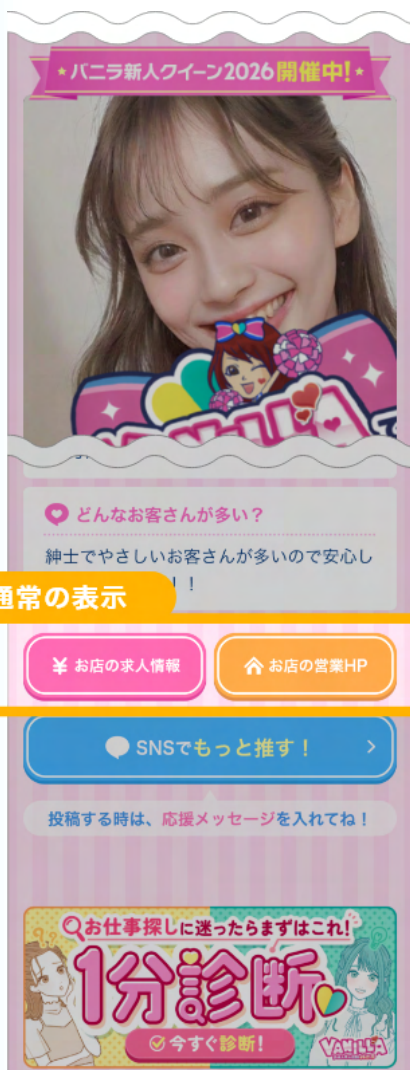 バニラ新人クイーン2026開催中!
どんなお客さんが多い？
紳士でやさしいお客さんが多いので安心し
！
通常の表示
¥ お店の求人情報
お店の営業HP
SNSでもっと推す！
投稿する時は、応援メッセージを入れてね！
お仕事探しに迷ったらまずはこれ!
1分診断
今すぐ診断!
VANILLA